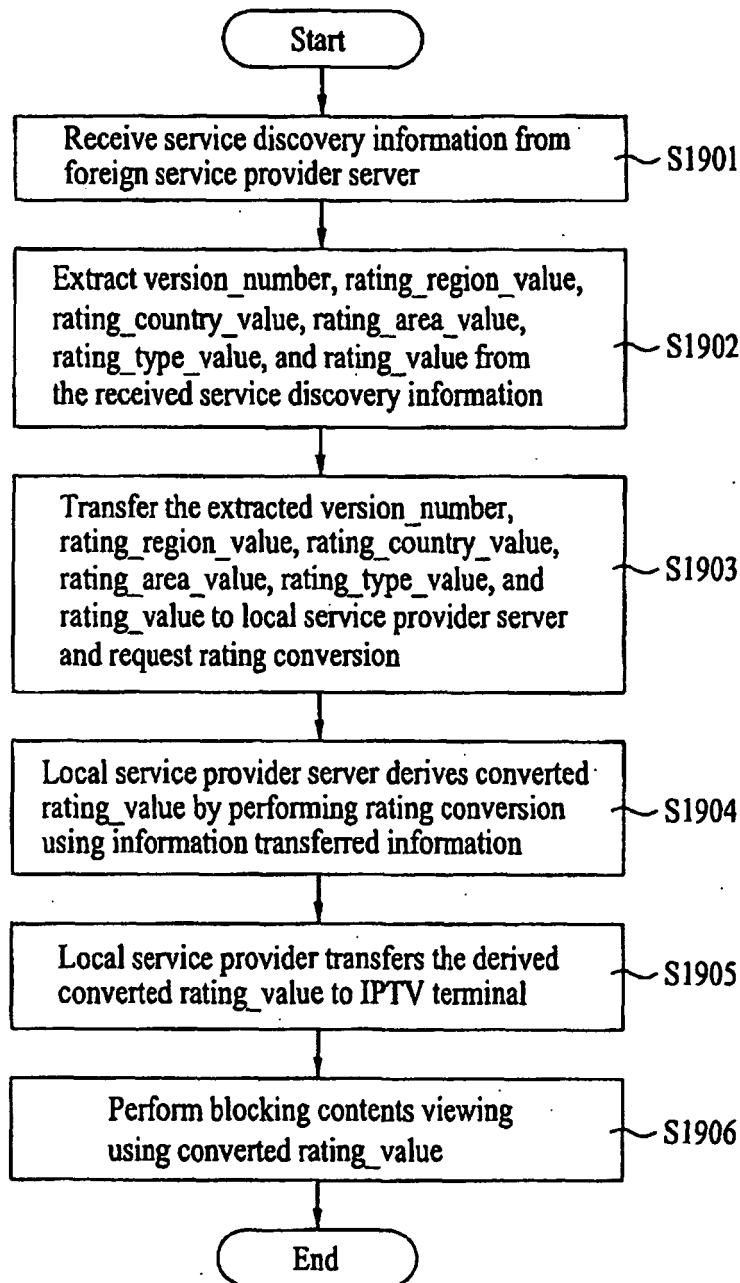 Start
Receive service discovery information from
foreign service provider server
S1901
Extract version_number, rating_region_value,
rating_country_value, rating_area_value,
rating_type_value, and rating_value from
the received service discovery information
S1902
Transfer the extracted version_number,
rating_region_value, rating_country_value,
rating_area_value, rating_type_value, and
rating_value to local service provider server
and request rating conversion
S1903
Local service provider server derives converted
rating_value by performing rating conversion
using information transferred information
S1904
Local service provider transfers the derived
converted rating_value to IPTV terminal
S1905
Perform blocking contents viewing
using converted rating_value
S1906
End